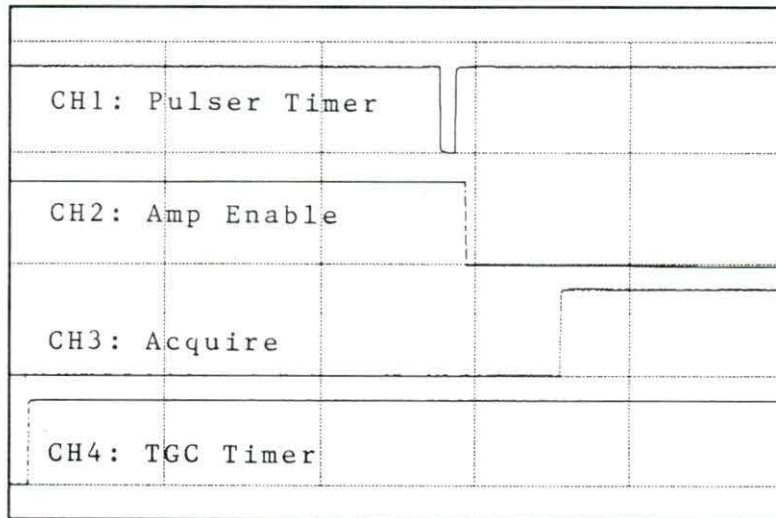 CH1: Pulser Timer
CH2: Amp Enable
CH3: Acquire
CH4: TGC Timer